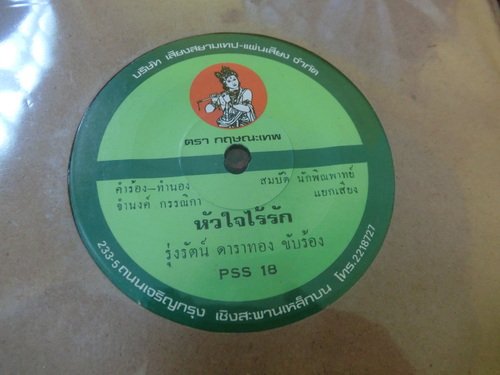 บริษัท เสียงสยามเทป-แผ่นเสียง จำกัด
ตรา กฤษณะเทพ
คำร้อง-ทำนอง
จำนงค์ กรรณิกา
สมบัติ นักพิณพาทย์
แยกเสียง
หัวใจไร้รัก
รุ่งรัตน์ ดาราทอง ขับร้อง
PSS 18
233-5 ถนนเจริญกรุง เชิงสะพานเหล็กบน โทร.2218727